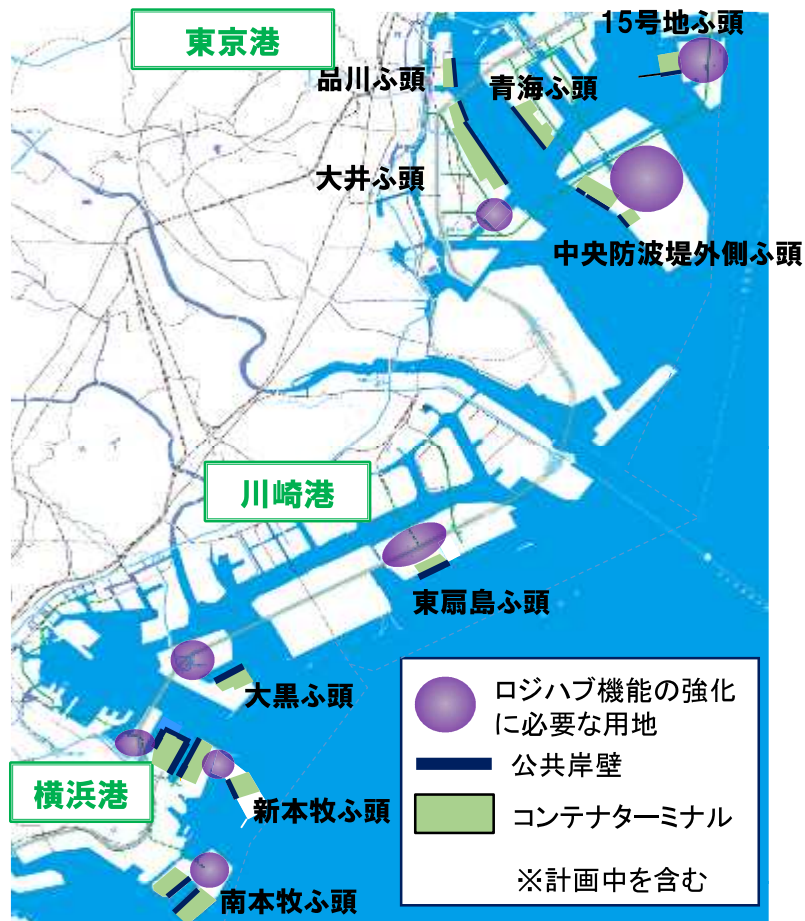 15号地ふ頭
東京港
品川ふ頭
青海ふ頭
大井ふ頭
中央防波堤外側ふ頭
川崎港
東扇島ふ頭
大黒ふ頭
横浜港
新本牧ふ頭
南本牧ふ頭
ロジハブ機能の強化
に必要な用地
公共岸壁
コンテナターミナル
※計画中を含む